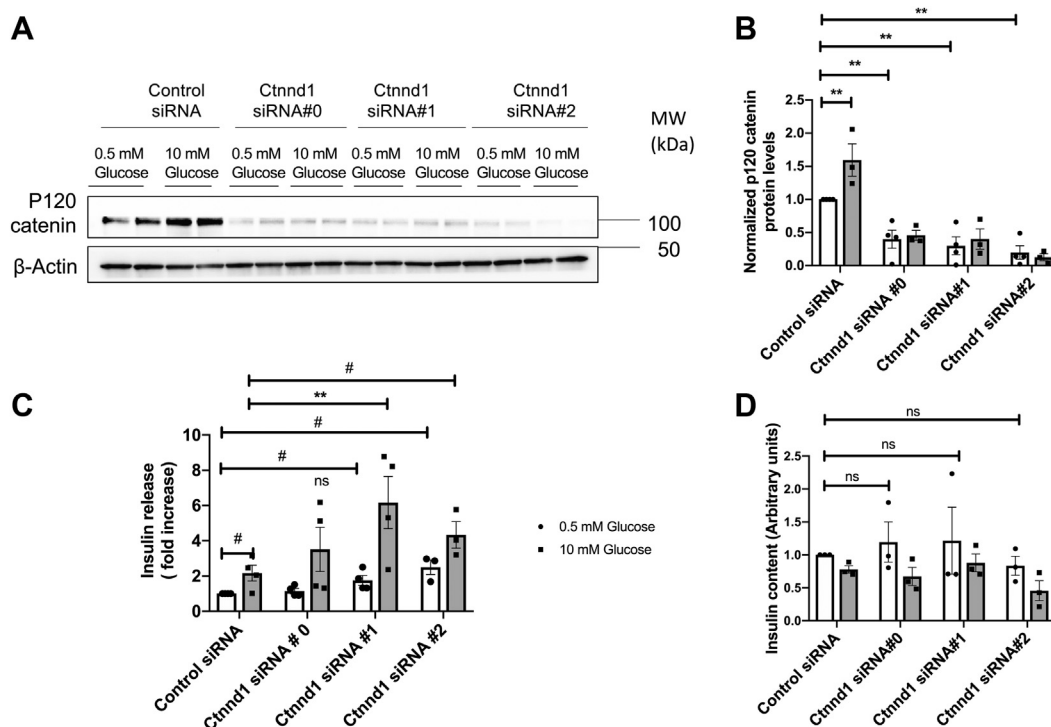 A
Control siRNA
Ctnnd1 siRNA#0
Ctnnd1 siRNA#1
Ctnnd1 siRNA#2
MW (kDa)
0.5 mM Glucose
10 mM Glucose
0.5 mM Glucose
10 mM Glucose
0.5 mM Glucose
10 mM Glucose
0.5 mM Glucose
10 mM Glucose
P120 catenin
100
50
β-Actin
B
**
**
**
**
Normalized p120 catenin protein levels
2.5
2.0
1.5
1.0
0.5
0.0
Control siRNA
Ctnnd1 siRNA #0
Ctnnd1 siRNA#1
Ctnnd1 siRNA#2
C
#
**
#
#
ns
#
Insulin release ( fold increase)
10
8
6
4
2
0
Control siRNA
Ctnnd1 siRNA # 0
Ctnnd1 siRNA #1
Ctnnd1 siRNA #2
0.5 mM Glucose
10 mM Glucose
D
ns
ns
ns
Insulin content (Arbitrary units)
2.5
2.0
1.5
1.0
0.5
0.0
Control siRNA
Ctnnd1 siRNA#0
Ctnnd1 siRNA#1
Ctnnd1 siRNA#2